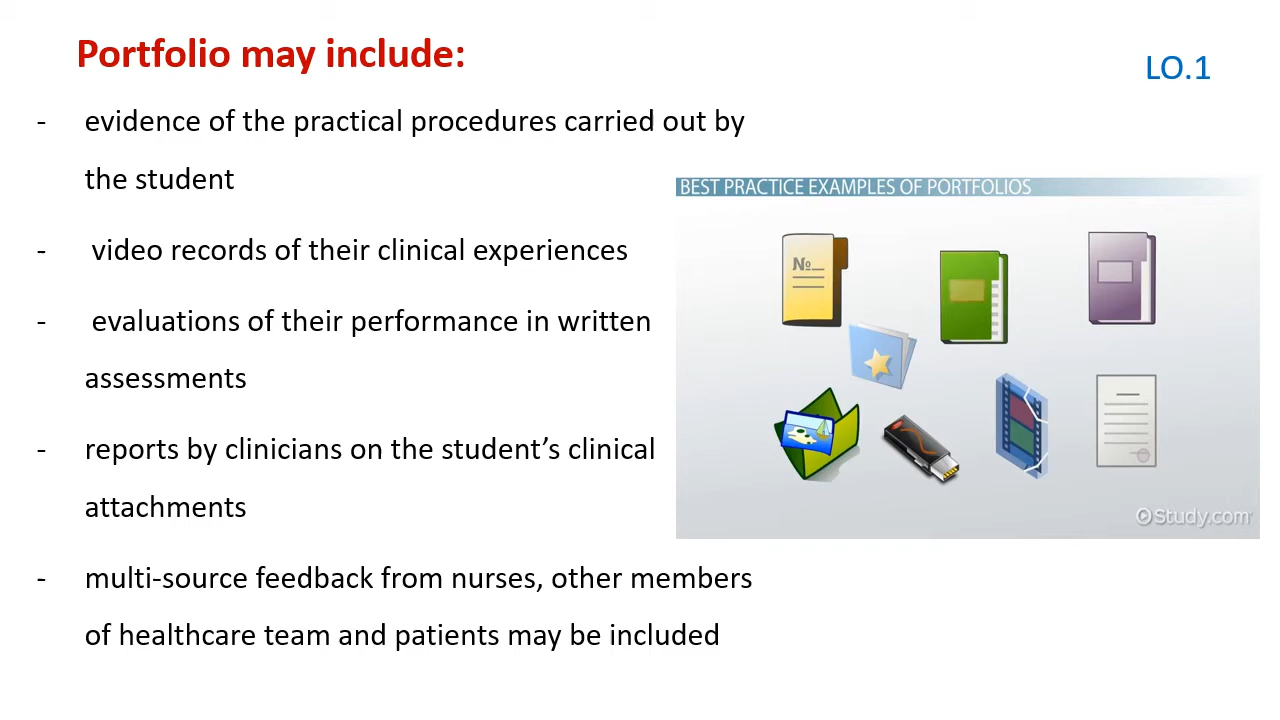 Portfolio may include:
LO.1
- evidence of the practical procedures carried out by
the student
- video records of their clinical experiences
- evaluations of their performance in written
assessments
- reports by clinicians on the student’s clinical
attachments
- multi-source feedback from nurses, other members
of healthcare team and patients may be included
BEST PRACTICE EXAMPLES OF PORTFOLIOS
№
Study.com